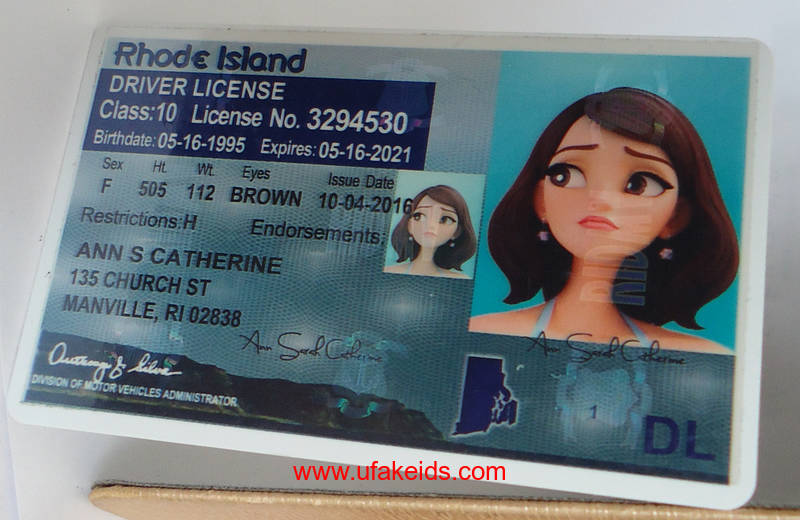 Rhode Island
DRIVER LICENSE
Class:10 License No. 3294530
Birthdate: 05-16-1995 Expires: 05-16-2021
Sex Ht. Wt. Eyes Issue Date
F 505 112 BROWN 10-04-2016
Restrictions:H Endorsements:
ANN S CATHERINE
135 CHURCH ST
MANVILLE, RI 02838
Ann Sarah Catherine
Ann Sarah Catherine
DIVISION OF MOTOR VEHICLES ADMINISTRATOR
1
DL
www.ufakeids.com